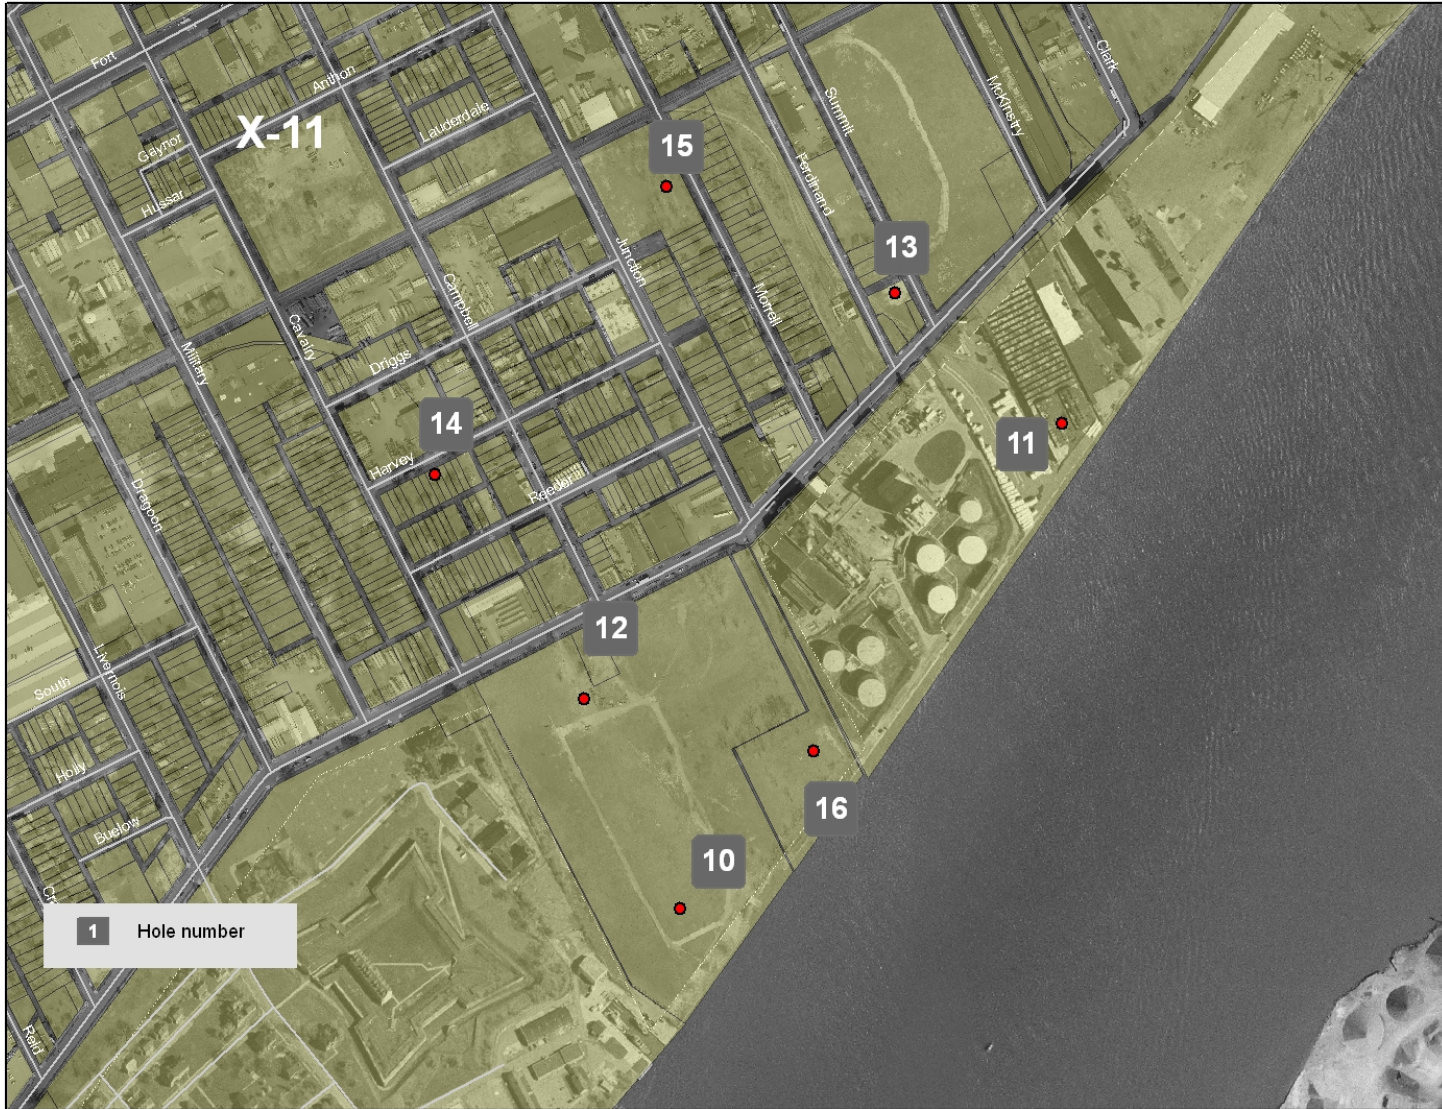 Fort
Anthon
Clark
X-11
Gaynor
Lauderdale
Summit
McKinstry
15
Hussar
Ferdinand
Junction
13
Military
Cavalry
Campbell
Morrell
Driggs
14
11
Harvey
Reeder
Dragoon
12
South
Livernois
Holly
16
Buelow
10
1 Hole number
Reid